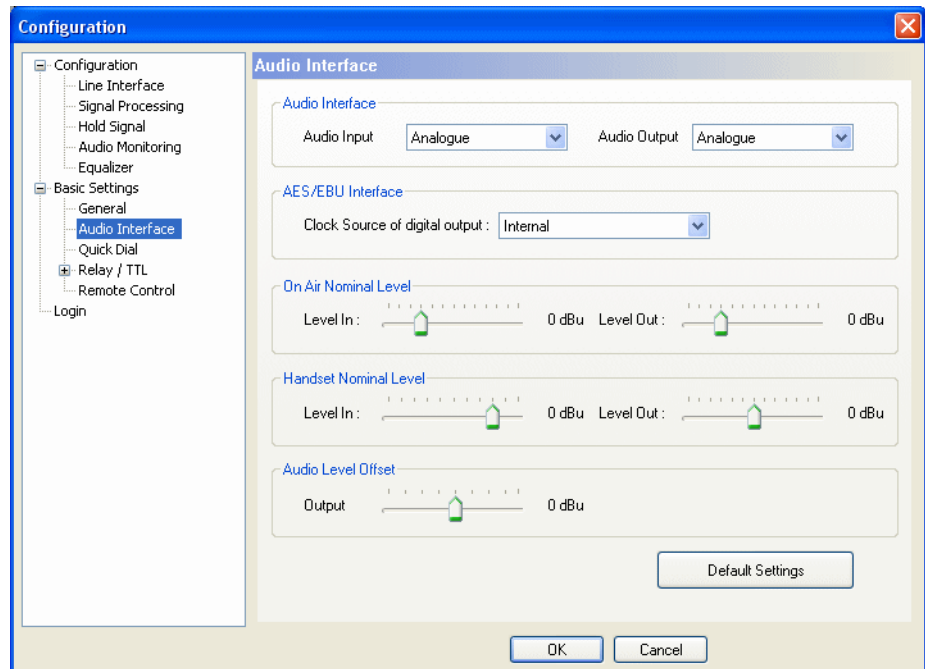 Configuration
Configuration
Line Interface
Signal Processing
Hold Signal
Audio Monitoring
Equalizer
Basic Settings
General
Audio Interface
Quick Dial
Relay / TTL
Remote Control
Login
Audio Interface
Audio Interface
Audio Input Analogue Audio Output Analogue
AES/EBU Interface
Clock Source of digital output : Internal
On Air Nominal Level
Level In : 0 dBu Level Out : 0 dBu
Handset Nominal Level
Level In : 0 dBu Level Out : 0 dBu
Audio Level Offset
Output 0 dBu
Default Settings
OK Cancel